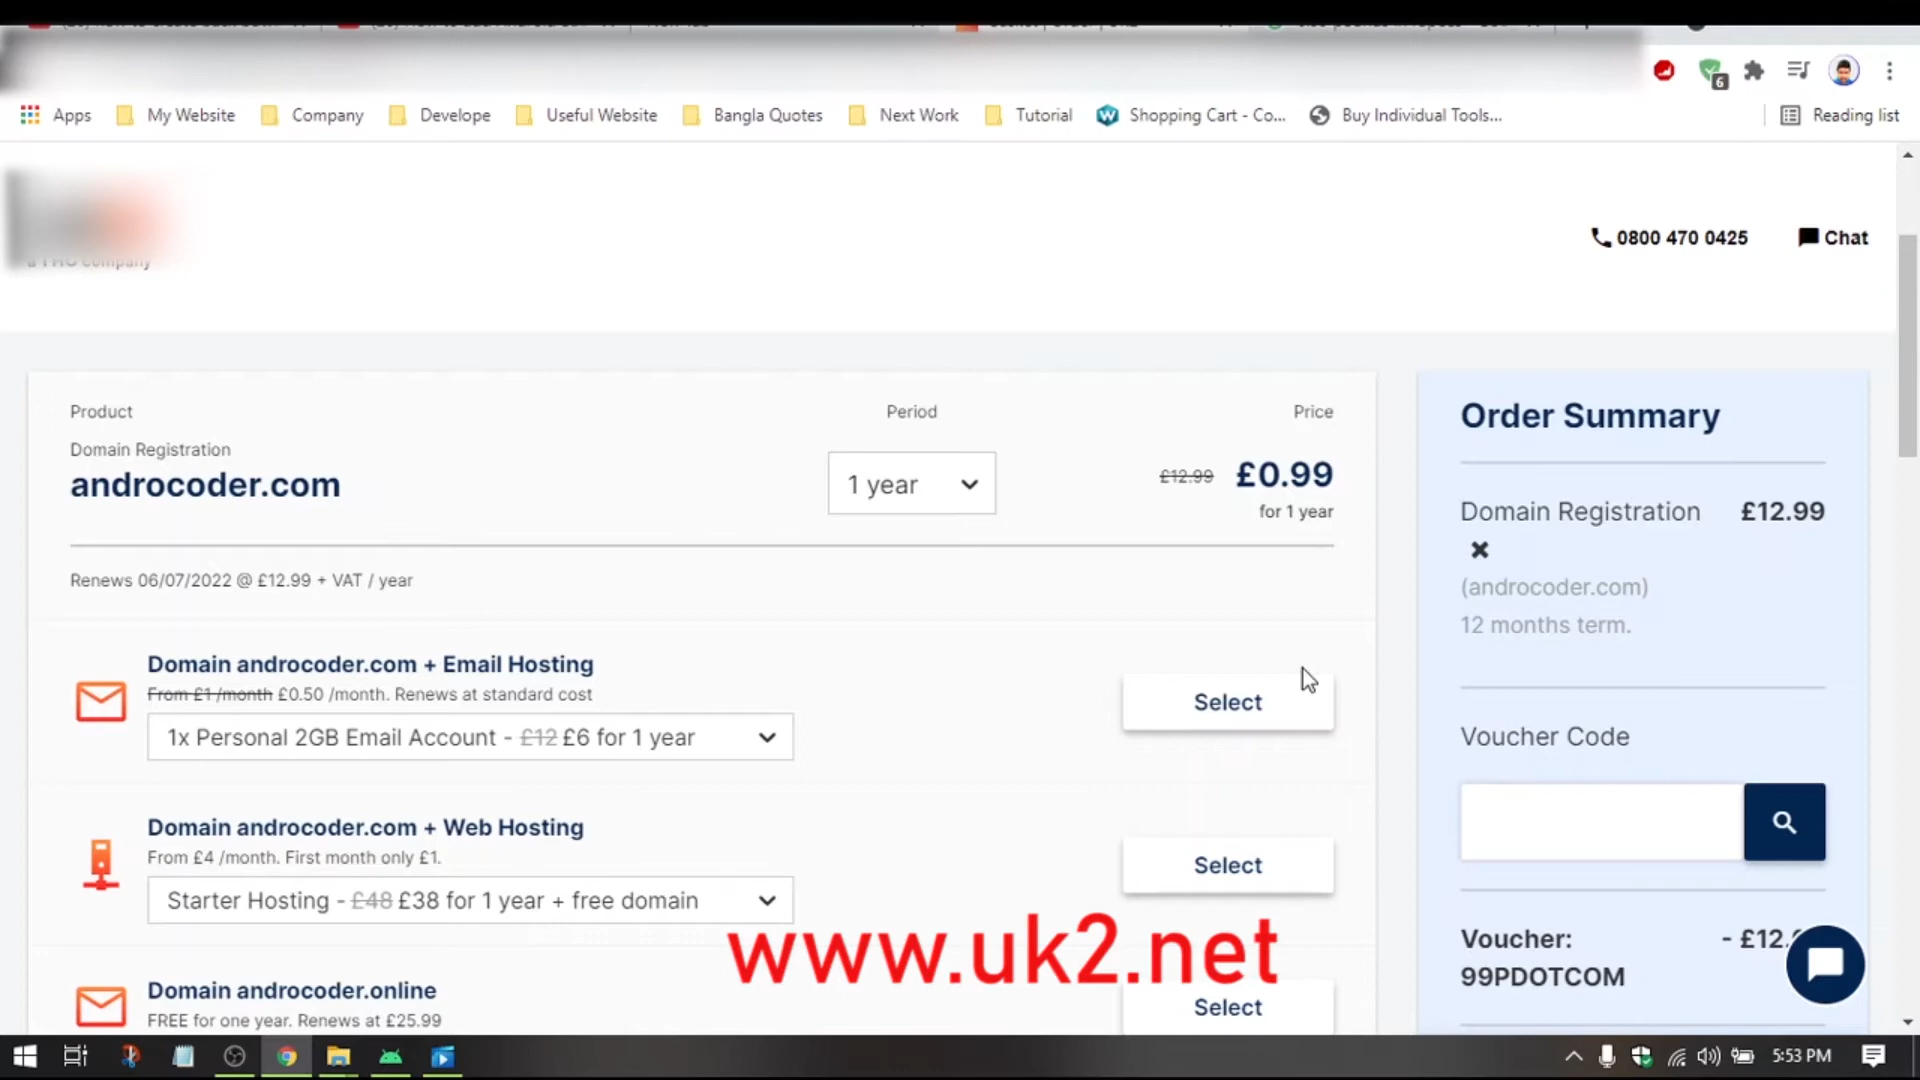 Apps
My Website
Company
Develope
Useful Website
Bangla Quotes
Next Work
Tutorial
Shopping Cart - Co...
Buy Individual Tools...
Reading list
6
0800 470 0425
Chat
Product
Period
Price
Domain Registration
androcoder.com
1 year
£12.99 £0.99
for 1 year
Renews 06/07/2022 @ £12.99 + VAT / year
Domain androcoder.com + Email Hosting
From £1 /month £0.50 /month. Renews at standard cost
1x Personal 2GB Email Account - £12 £6 for 1 year
Select
Domain androcoder.com + Web Hosting
From £4 /month. First month only £1.
Starter Hosting - £48 £38 for 1 year + free domain
Select
www.uk2.net
Domain androcoder.online
FREE for one year. Renews at £25.99
Select
Order Summary
Domain Registration £12.99
(androcoder.com)
12 months term.
Voucher Code
Voucher: - £12.
99PDOTCOM
5:53 PM